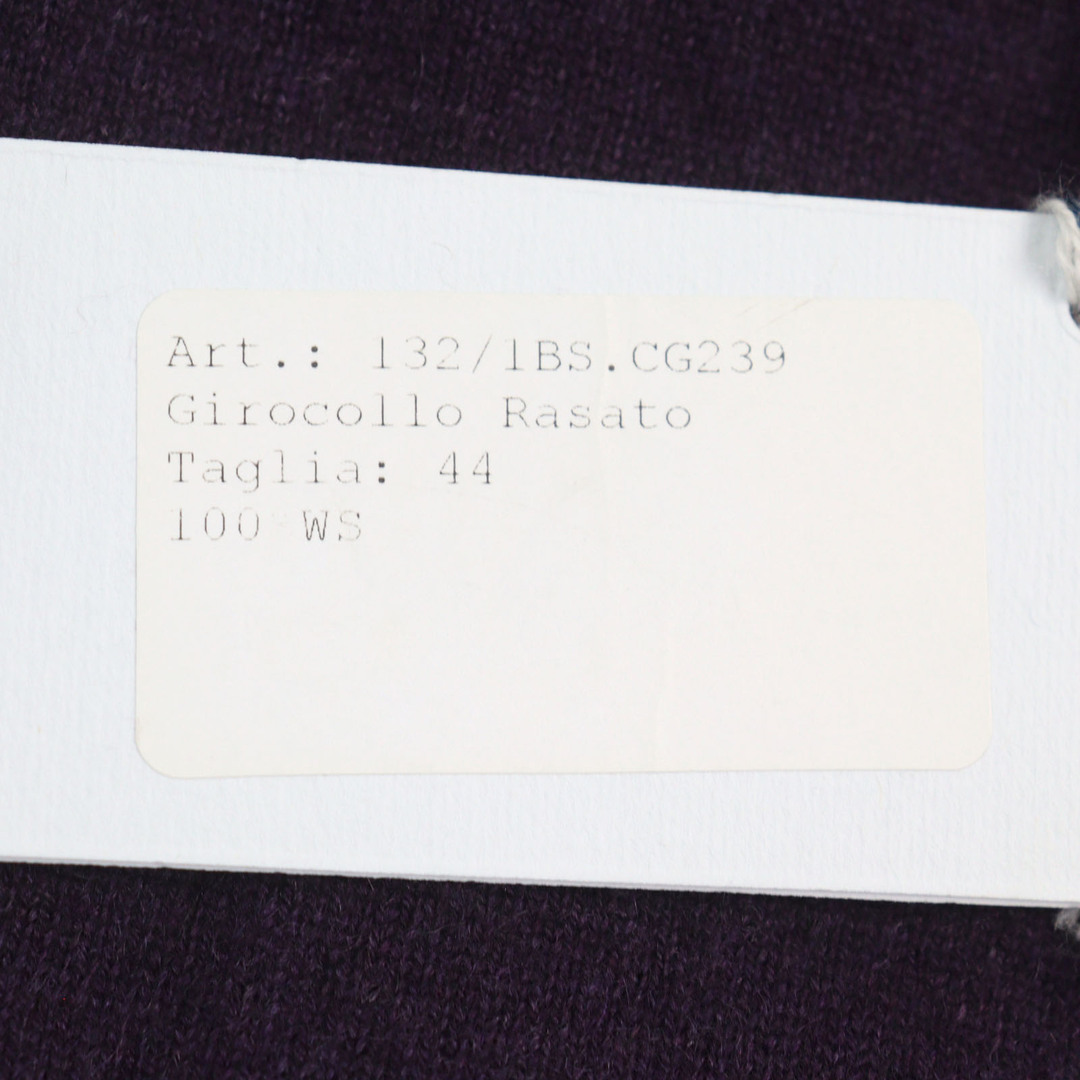 Art.: 132/1BS.CG239
Girocollo Rasato
Taglia: 44
100 WS